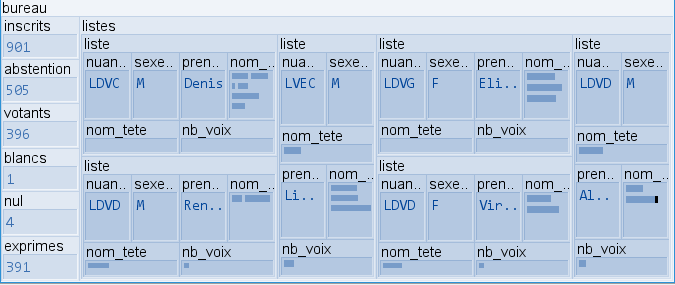 bureau
inscrits
901
abstention
505
votants
396
blancs
1
nul
4
exprimes
391
listes
liste
nuan.. sexe.. pren.. nom_..
LDVC M Denis
nom_tete nb_voix
liste
nuan.. sexe.. pren.. nom_..
LDVD M Ren..
nom_tete nb_voix
liste
nua.. sexe..
LVEC M
nom_tete
pren.. nom_..
Li..
nb_voix
liste
nuan.. sexe.. pren.. nom_..
LDVG F Eli..
nom_tete nb_voix
liste
nuan.. sexe.. pren.. nom_..
LDVD F Vir..
nom_tete nb_voix
liste
nua.. sexe..
LDVD M
nom_tete
pren.. nom_..
Al..
nb_voix